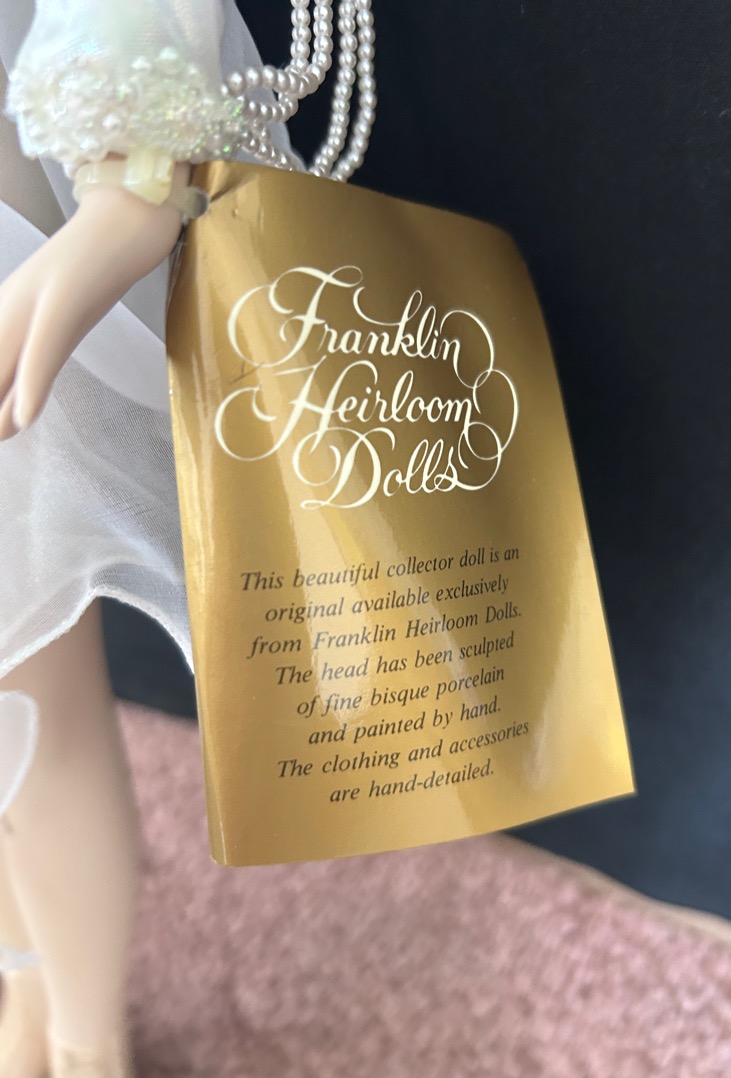 Franklin
Heirloom
Dolls
This beautiful collector doll is an
original available exclusively
from Franklin Heirloom Dolls.
The head has been sculpted
of fine bisque porcelain
and painted by hand.
The clothing and accessories
are hand-detailed.